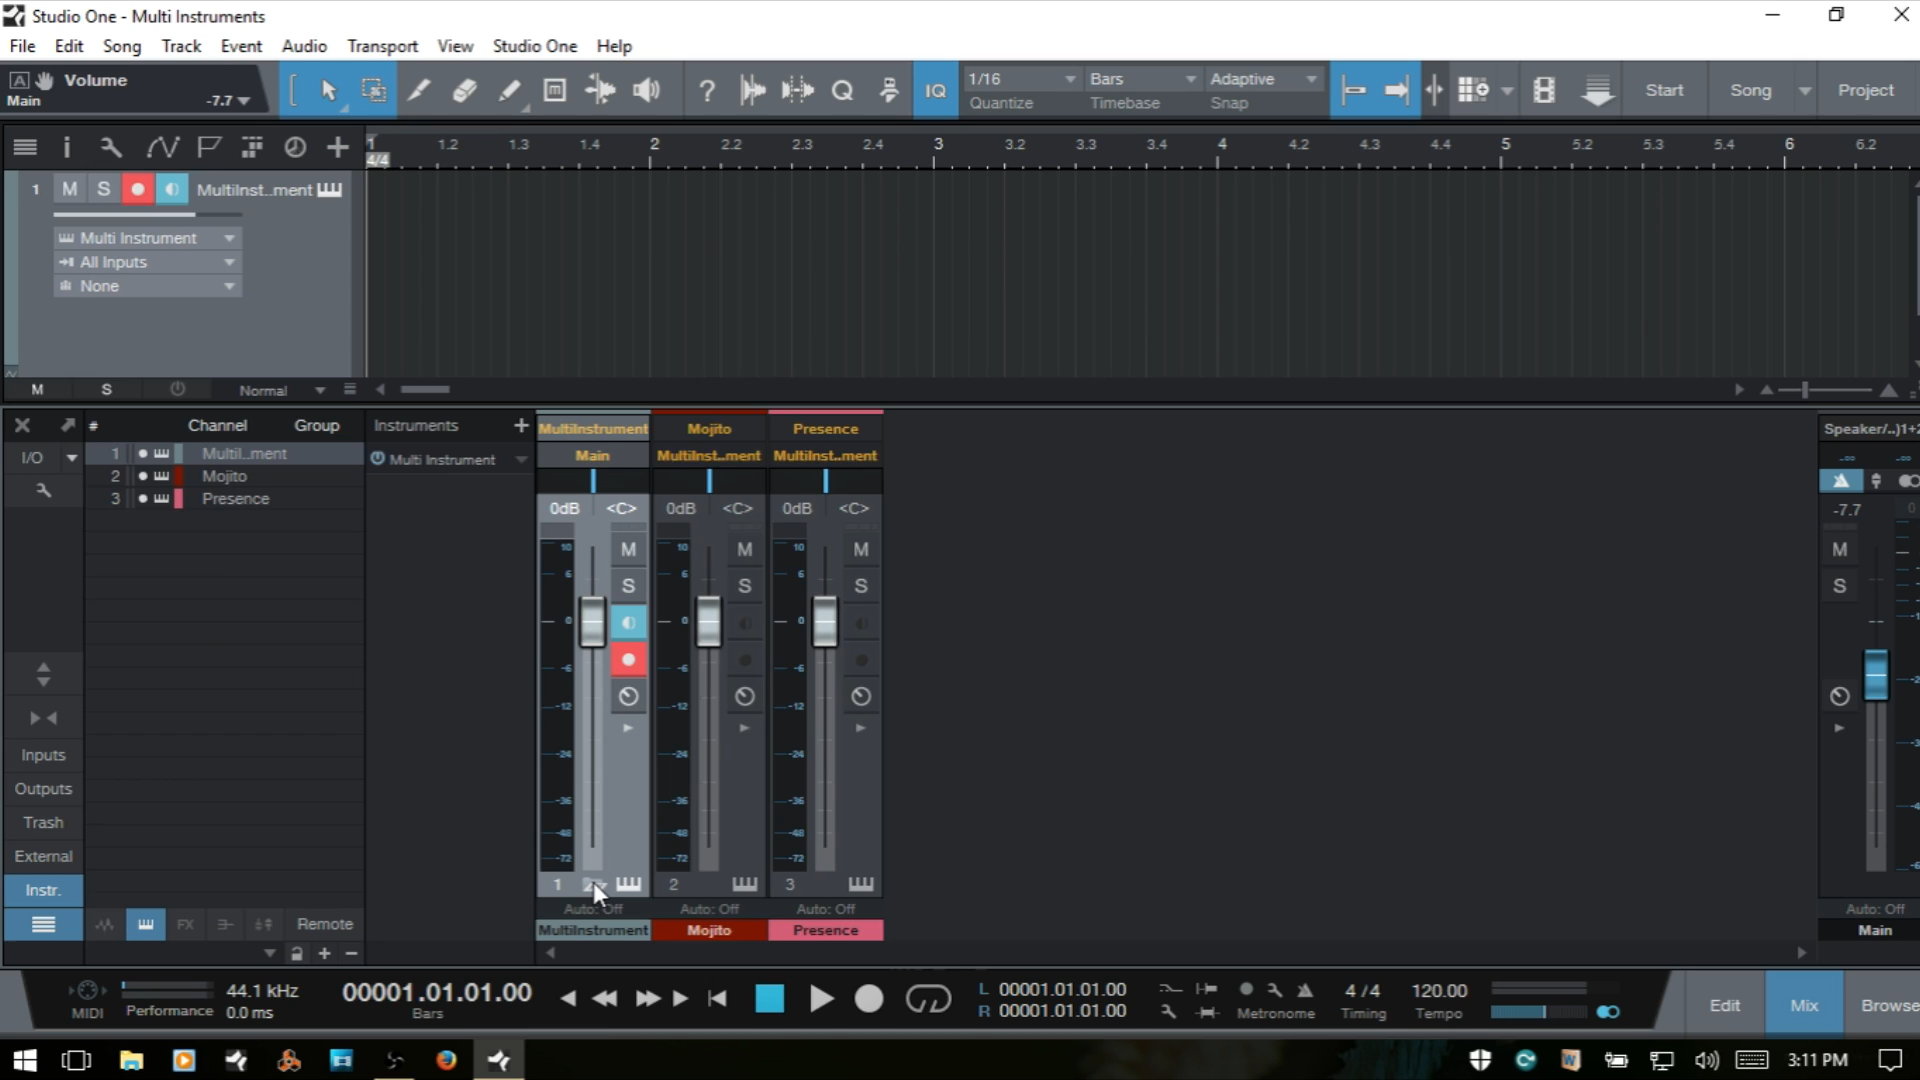 Studio One - Multi Instruments
File Edit Song Track Event Audio Transport View Studio One Help
A Volume
Main -7.7
? Q IQ
1/16 Bars Adaptive
Quantize Timebase Snap
Start Song Project
1 1.2 1.3 1.4 2 2.2 2.3 2.4 3 3.2 3.3 3.4 4 4.2 4.3 4.4 5 5.2 5.3 5.4 6 6.2
4/4
1 M S MultiInst..ment
Multi Instrument
All Inputs
None
M S Normal
# Channel Group
I/O
1 Multil..ment
2 Mojito
3 Presence
Inputs
Outputs
Trash
External
Instr.
FX Remote
Instruments +
Multi Instrument
MultiInstrument Mojito Presence
Main MultiInst..ment MultiInst..ment
0dB <C> 0dB <C> 0dB <C>
M M M
S S S
10 10 10
6 6 6
0 0 0
-6 -6 -6
-12 -12 -12
-24 -24 -24
-36 -36 -36
-48 -48 -48
-72 -72 -72
1 2 3
Auto: Off Auto: Off Auto: Off
MultiInstrument Mojito Presence
Speaker/..)1+2
-∞ -∞
-7.7 0
M
S
Auto: Off
Main
MIDI
Performance
44.1 kHz
0.0 ms
00001.01.01.00
Bars
L 00001.01.01.00
R 00001.01.01.00
Metronome
4 / 4
Timing
120.00
Tempo
Edit Mix Browse
3:11 PM